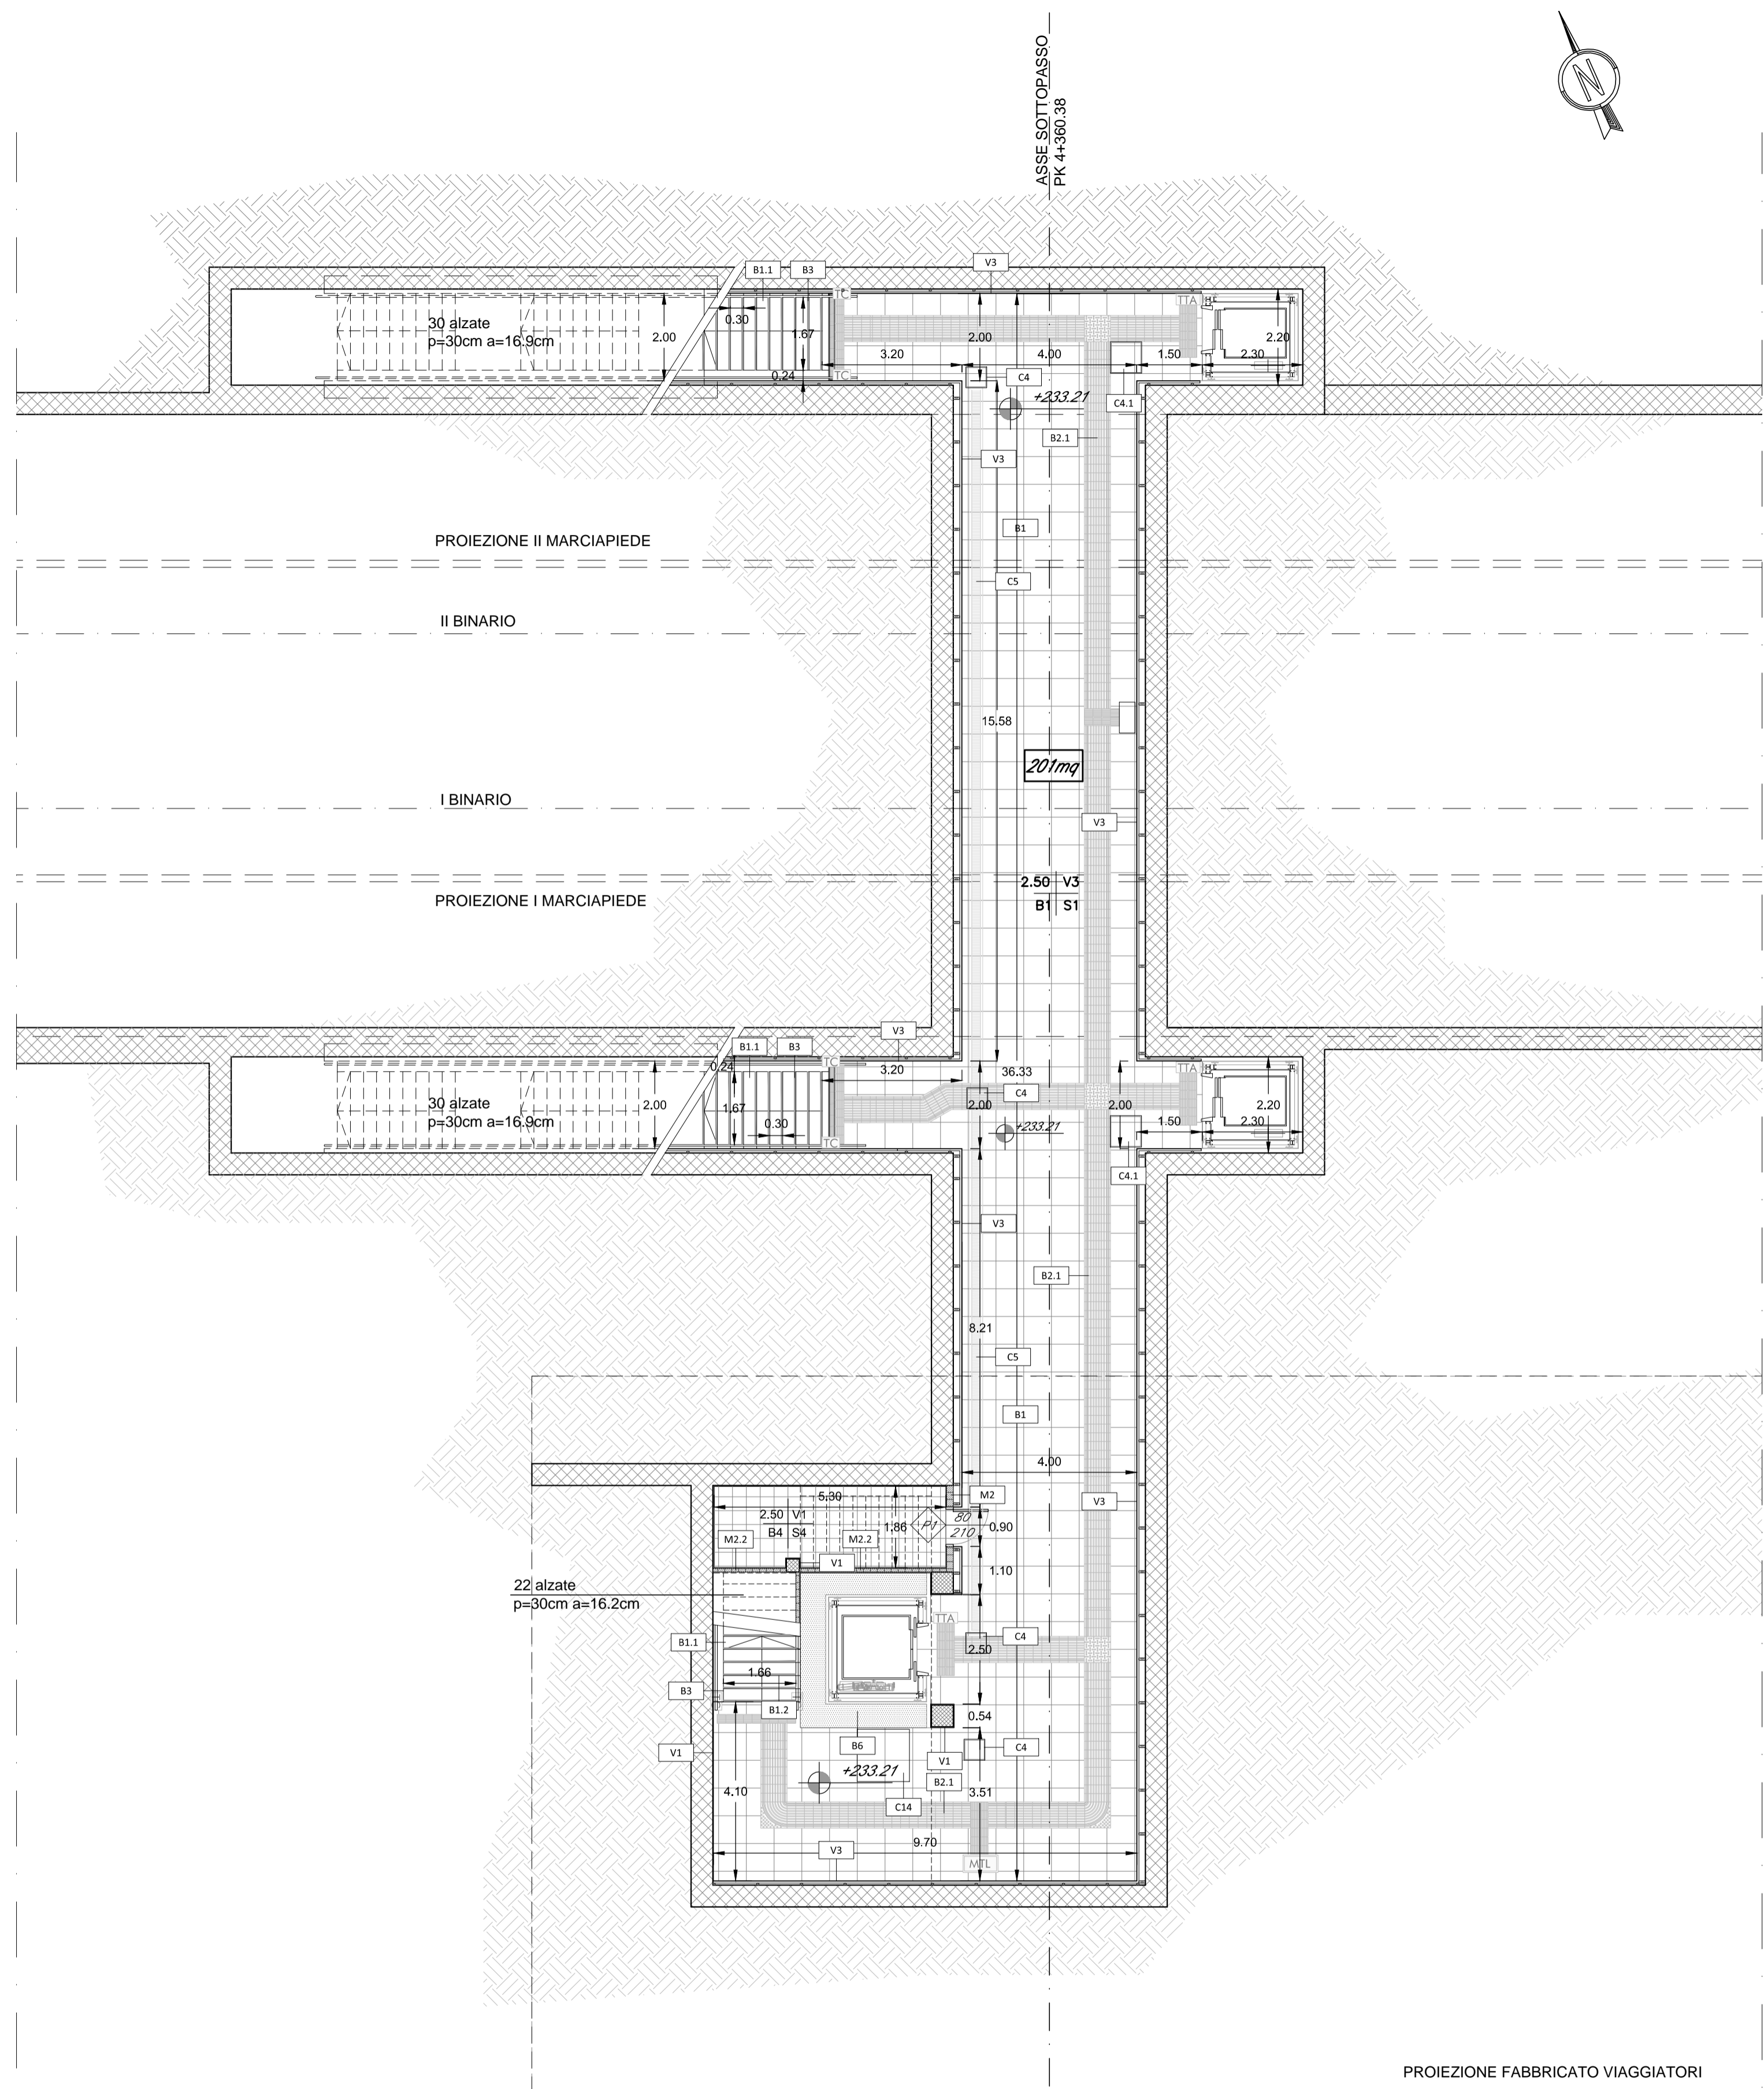 ASSE SOTTOPASSO
PK 4+360.38
N
B1.1
B3
V3
TC
TTA
30 alzate
p=30cm a=16.9cm
2.00
0.30
1.67
2.00
2.20
3.20
4.00
1.50
2.30
0.24
TC
C4
+233.21
C4.1
B2.1
V3
B1
PROIEZIONE II MARCIAPIEDE
C5
II BINARIO
15.58
201mq
I BINARIO
V3
2.50 V3
B1 S1
PROIEZIONE I MARCIAPIEDE
V3
B1.1
B3
TC
0.24
3.20
36.33
TTA
C4
30 alzate
p=30cm a=16.9cm
2.00
1.67
2.00
2.00
2.20
0.30
1.50
2.30
+233.21
TC
C4.1
V3
B2.1
8.21
C5
B1
4.00
M2
V3
5.30
2.50 V1
B4 S4
1.86
P1
80
210
0.90
M2.2
M2.2
V1
1.10
22 alzate
p=30cm a=16.2cm
TTA
B1.1
C4
2.50
1.66
B3
B1.2
0.54
V1
B6
C4
V1
+233.21
B2.1
4.10
3.51
C14
9.70
V3
MTL
PROIEZIONE FABBRICATO VIAGGIATORI